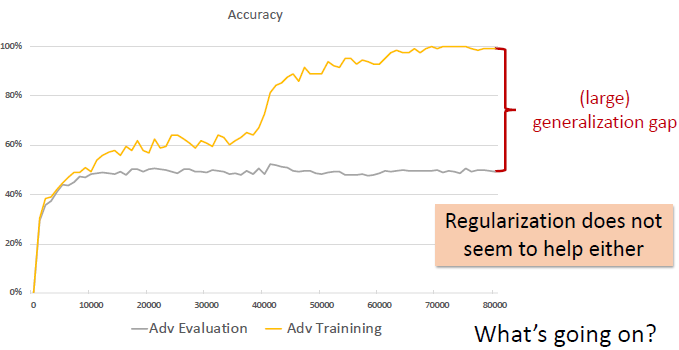 Accuracy
100%
80%
60%
40%
20%
0%
0 10000 20000 30000 40000 50000 60000 70000 80000
Adv Evaluation Adv Trainining
(large)
generalization gap
Regularization does not
seem to help either
What's going on?